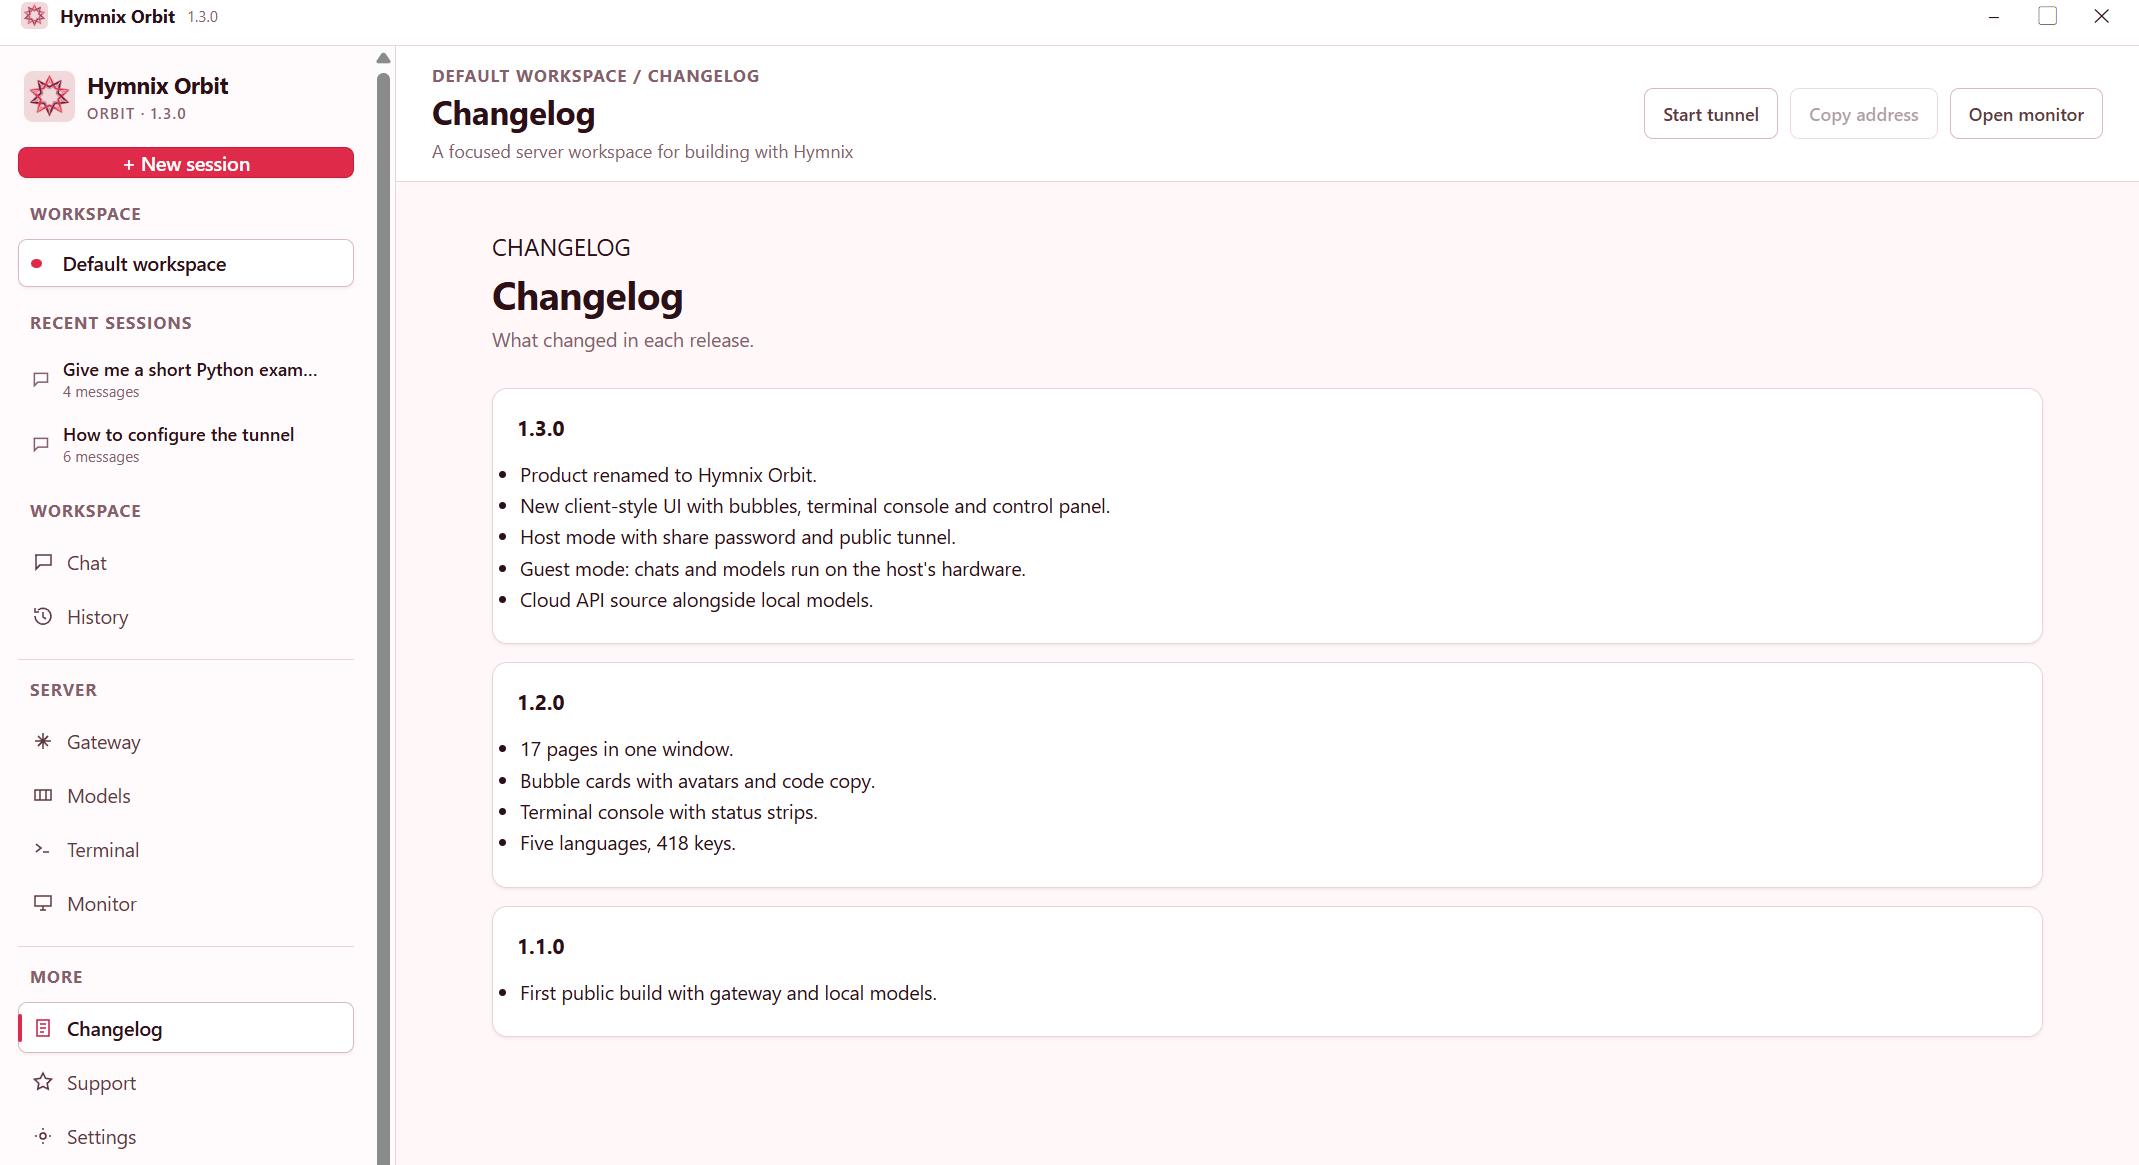 Hymnix Orbit 1.3.0
Hymnix Orbit
ORBIT · 1.3.0
+ New session
WORKSPACE
Default workspace
RECENT SESSIONS
Give me a short Python exam...
4 messages
How to configure the tunnel
6 messages
WORKSPACE
Chat
History
SERVER
Gateway
Models
Terminal
Monitor
MORE
Changelog
Support
Settings
DEFAULT WORKSPACE / CHANGELOG
Changelog
A focused server workspace for building with Hymnix
Start tunnel
Copy address
Open monitor
CHANGELOG
Changelog
What changed in each release.
1.3.0
• Product renamed to Hymnix Orbit.
• New client-style UI with bubbles, terminal console and control panel.
• Host mode with share password and public tunnel.
• Guest mode: chats and models run on the host's hardware.
• Cloud API source alongside local models.
1.2.0
• 17 pages in one window.
• Bubble cards with avatars and code copy.
• Terminal console with status strips.
• Five languages, 418 keys.
1.1.0
• First public build with gateway and local models.